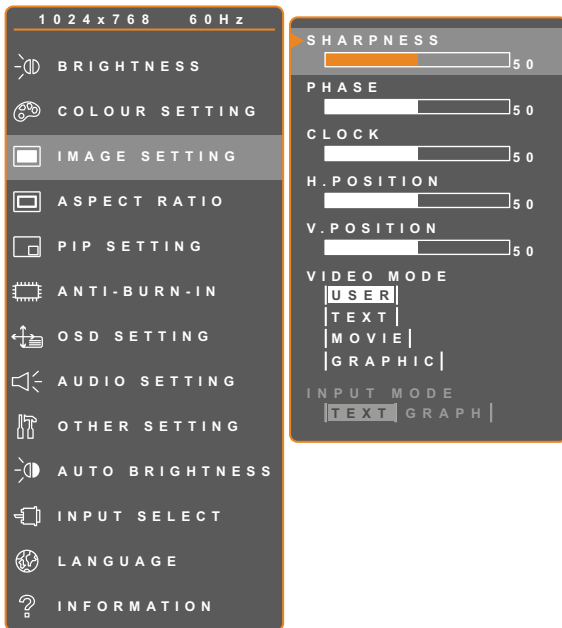 1024x768 60Hz
BRIGHTNESS
COLOUR SETTING
IMAGE SETTING
ASPECT RATIO
PIP SETTING
ANTI-BURN-IN
OSD SETTING
AUDIO SETTING
OTHER SETTING
AUTO BRIGHTNESS
INPUT SELECT
LANGUAGE
INFORMATION
SHARPNESS
50
PHASE
50
CLOCK
50
H.POSITION
50
V.POSITION
50
VIDEO MODE
USER
TEXT
MOVIE
GRAPHIC
INPUT MODE
TEXT GRAPH